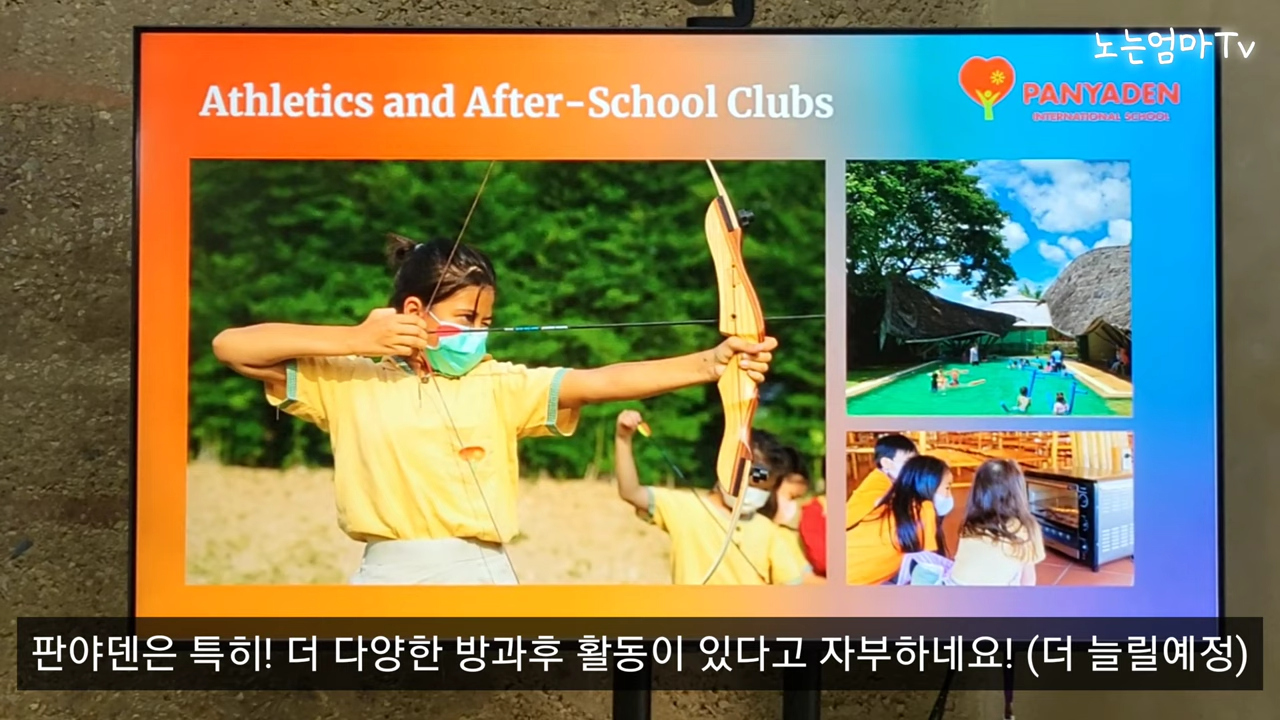 노는엄마Tv
Athletics and After-School Clubs
PANYADEN
INTERNATIONAL SCHOOL
판야덴은 특히! 더 다양한 방과후 활동이 있다고 자부하네요! (더 늘릴예정)